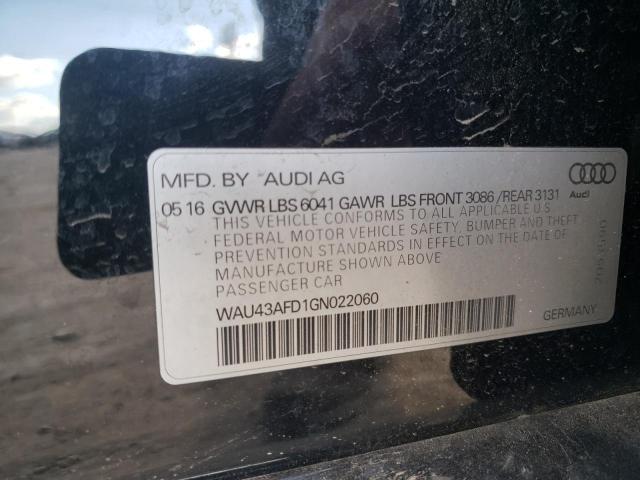 MFD. BY AUDI AG
05 16 GVWR LBS 6041 GAWR LBS FRONT 3086 / REAR 3131
THIS VEHICLE CONFORMS TO ALL APPLICABLE U.S.
FEDERAL MOTOR VEHICLE SAFETY, BUMPER AND THEFT
PREVENTION STANDARDS IN EFFECT ON THE DATE OF
MANUFACTURE SHOWN ABOVE
PASSENGER CAR
WAU43AFD1GN022060
Audi
GERMANY